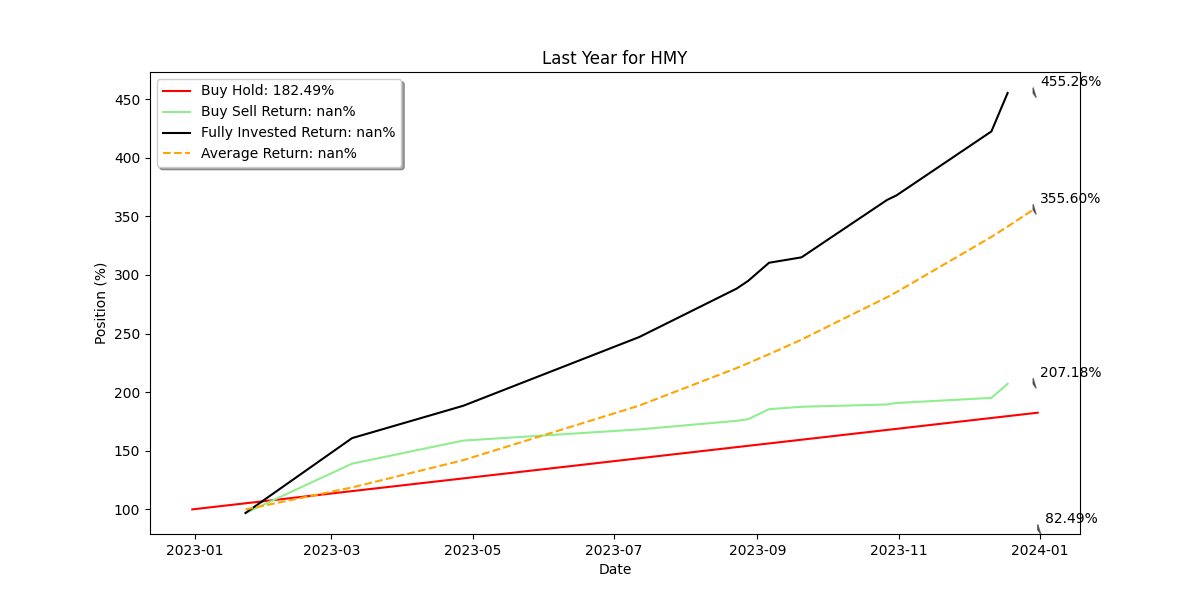 Last Year for HMY
Buy Hold: 182.49%
Buy Sell Return: nan%
Fully Invested Return: nan%
Average Return: nan%
455.26%
355.60%
207.18%
82.49%
450
400
350
300
250
200
150
100
Position (%)
2023-01 2023-03 2023-05 2023-07 2023-09 2023-11 2024-01
Date